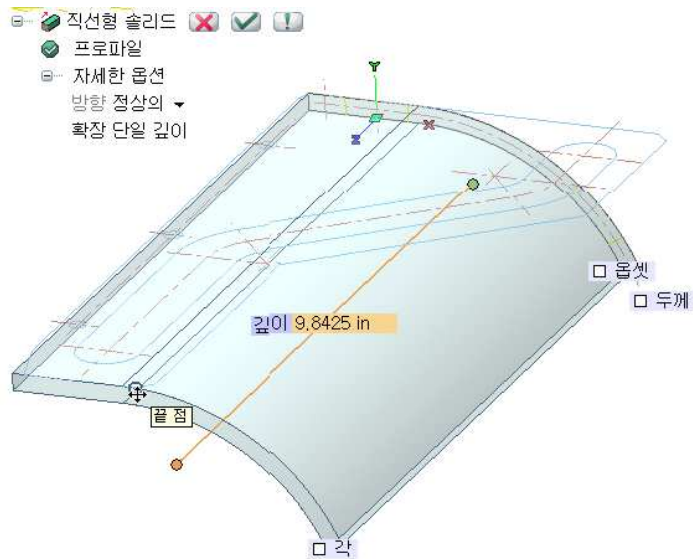 직선형 솔리드
프로파일
자세한 옵션
방향 정상의
확장 단일 깊이
Y
X
Z
옵셋
두께
깊이 9.8425 in
끝 점
각